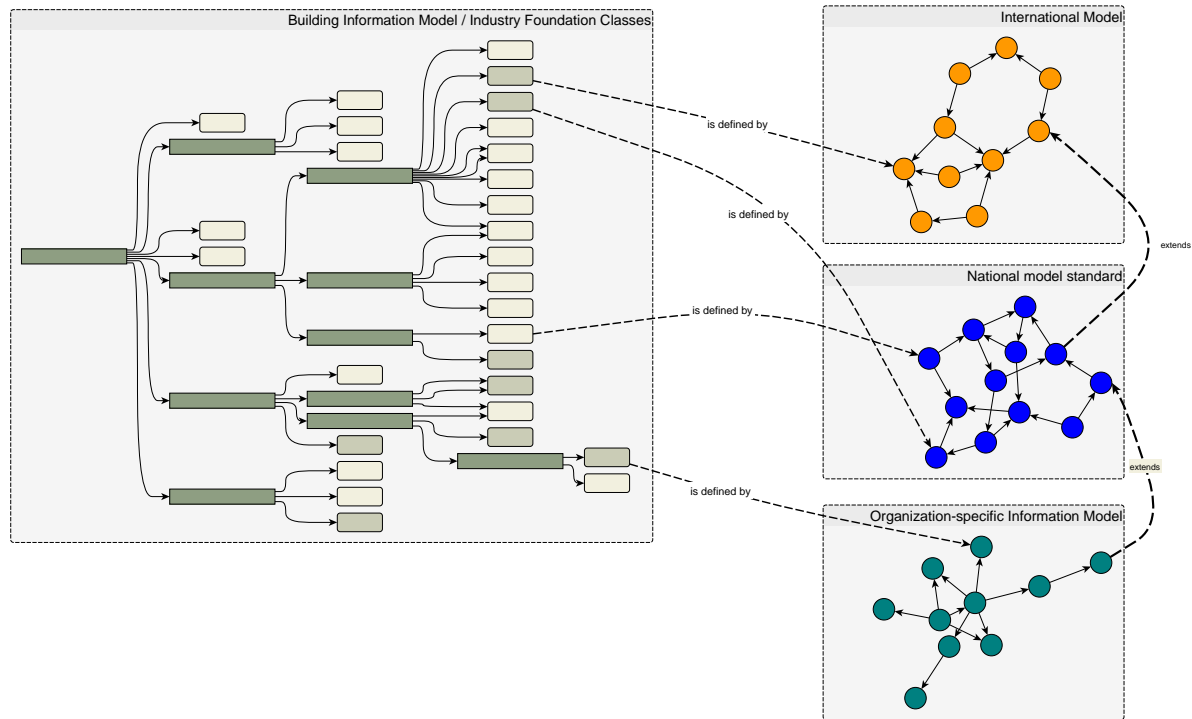 Building Information Model / Industry Foundation Classes
International Model
is defined by
is defined by
extends
National model standard
is defined by
extends
is defined by
Organization-specific Information Model